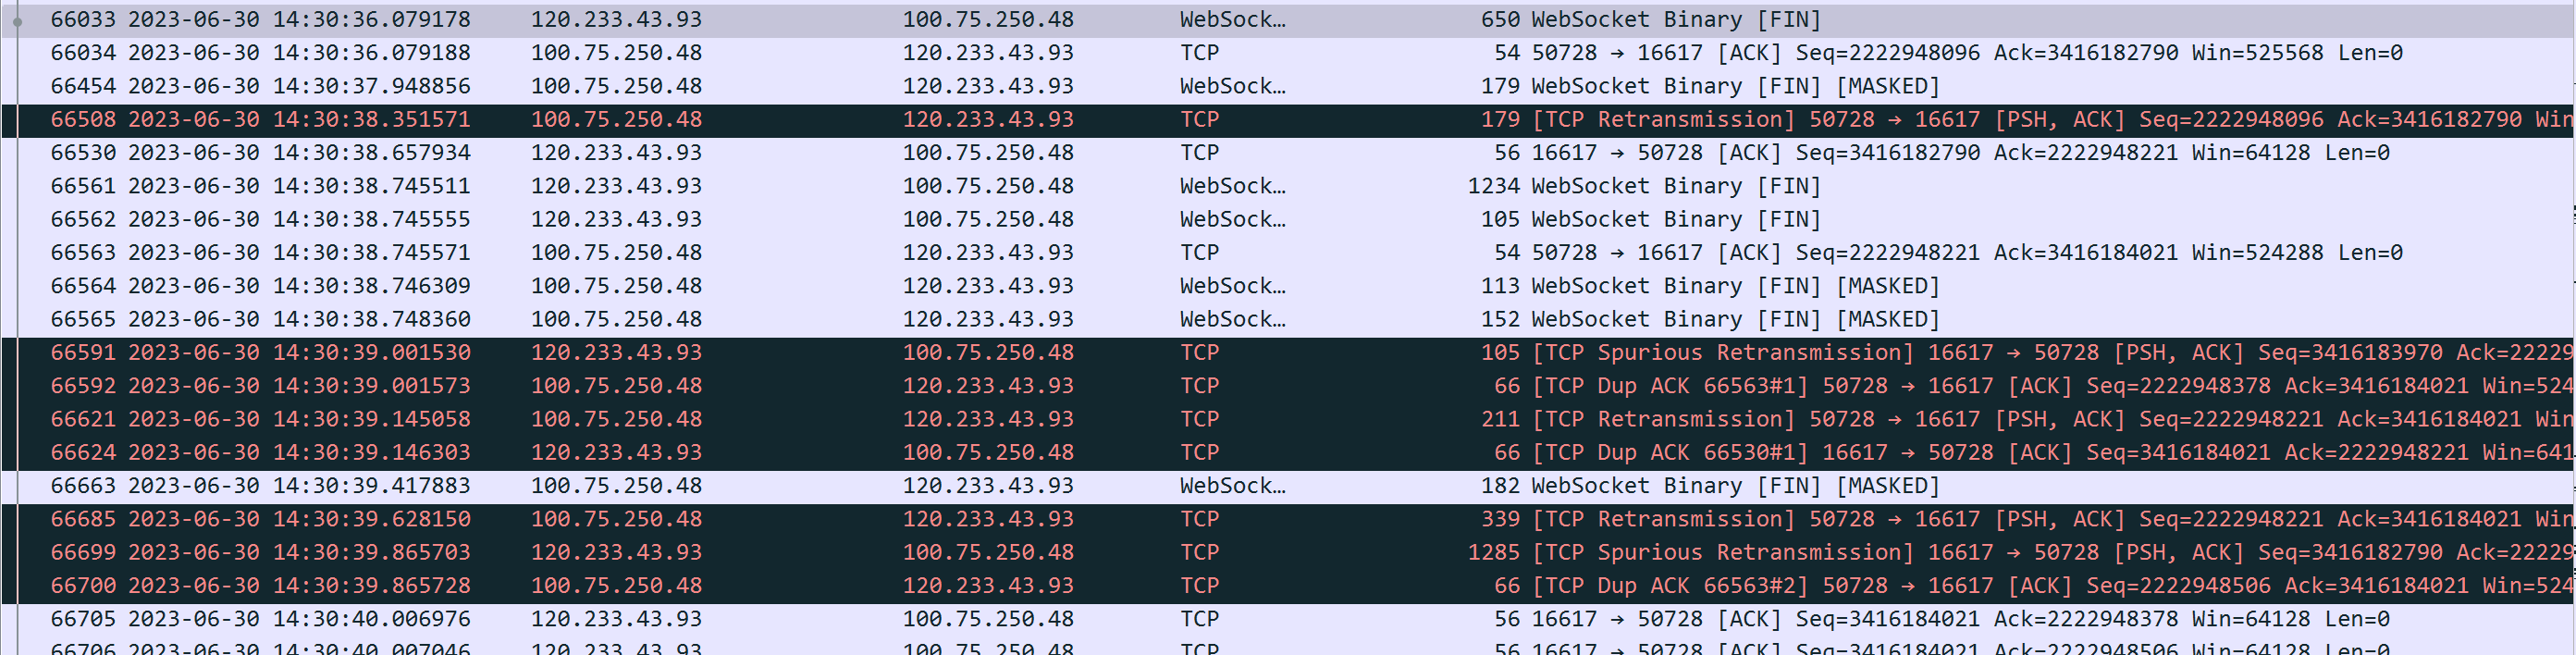 66033 2023-06-30 14:30:36.079178 120.233.43.93 100.75.250.48 WebSock… 650 WebSocket Binary [FIN]
66034 2023-06-30 14:30:36.079188 100.75.250.48 120.233.43.93 TCP 54 50728 → 16617 [ACK] Seq=2222948096 Ack=3416182790 Win=525568 Len=0
66454 2023-06-30 14:30:37.948856 100.75.250.48 120.233.43.93 WebSock… 179 WebSocket Binary [FIN] [MASKED]
66508 2023-06-30 14:30:38.351571 100.75.250.48 120.233.43.93 TCP 179 [TCP Retransmission] 50728 → 16617 [PSH, ACK] Seq=2222948096 Ack=3416182790 Win
66530 2023-06-30 14:30:38.657934 120.233.43.93 100.75.250.48 TCP 56 16617 → 50728 [ACK] Seq=3416182790 Ack=2222948221 Win=64128 Len=0
66561 2023-06-30 14:30:38.745511 120.233.43.93 100.75.250.48 WebSock… 1234 WebSocket Binary [FIN]
66562 2023-06-30 14:30:38.745555 120.233.43.93 100.75.250.48 WebSock… 105 WebSocket Binary [FIN]
66563 2023-06-30 14:30:38.745571 100.75.250.48 120.233.43.93 TCP 54 50728 → 16617 [ACK] Seq=2222948221 Ack=3416184021 Win=524288 Len=0
66564 2023-06-30 14:30:38.746309 100.75.250.48 120.233.43.93 WebSock… 113 WebSocket Binary [FIN] [MASKED]
66565 2023-06-30 14:30:38.748360 100.75.250.48 120.233.43.93 WebSock… 152 WebSocket Binary [FIN] [MASKED]
66591 2023-06-30 14:30:39.001530 120.233.43.93 100.75.250.48 TCP 105 [TCP Spurious Retransmission] 16617 → 50728 [PSH, ACK] Seq=3416183970 Ack=22229
66592 2023-06-30 14:30:39.001573 100.75.250.48 120.233.43.93 TCP 66 [TCP Dup ACK 66563#1] 50728 → 16617 [ACK] Seq=2222948378 Ack=3416184021 Win=524
66621 2023-06-30 14:30:39.145058 100.75.250.48 120.233.43.93 TCP 211 [TCP Retransmission] 50728 → 16617 [PSH, ACK] Seq=2222948221 Ack=3416184021 Win
66624 2023-06-30 14:30:39.146303 120.233.43.93 100.75.250.48 TCP 66 [TCP Dup ACK 66530#1] 16617 → 50728 [ACK] Seq=3416184021 Ack=2222948221 Win=641
66663 2023-06-30 14:30:39.417883 100.75.250.48 120.233.43.93 WebSock… 182 WebSocket Binary [FIN] [MASKED]
66685 2023-06-30 14:30:39.628150 100.75.250.48 120.233.43.93 TCP 339 [TCP Retransmission] 50728 → 16617 [PSH, ACK] Seq=2222948221 Ack=3416184021 Win
66699 2023-06-30 14:30:39.865703 120.233.43.93 100.75.250.48 TCP 1285 [TCP Spurious Retransmission] 16617 → 50728 [PSH, ACK] Seq=3416182790 Ack=22229
66700 2023-06-30 14:30:39.865728 100.75.250.48 120.233.43.93 TCP 66 [TCP Dup ACK 66563#2] 50728 → 16617 [ACK] Seq=2222948506 Ack=3416184021 Win=524
66705 2023-06-30 14:30:40.006976 120.233.43.93 100.75.250.48 TCP 56 16617 → 50728 [ACK] Seq=3416184021 Ack=2222948378 Win=64128 Len=0
66706 2023-06-30 14:30:40.007046 120.233.43.93 100.75.250.48 TCP 56 16617 → 50728 [ACK] Seq=3416184021 Ack=2222948506 Win=64128 Len=0